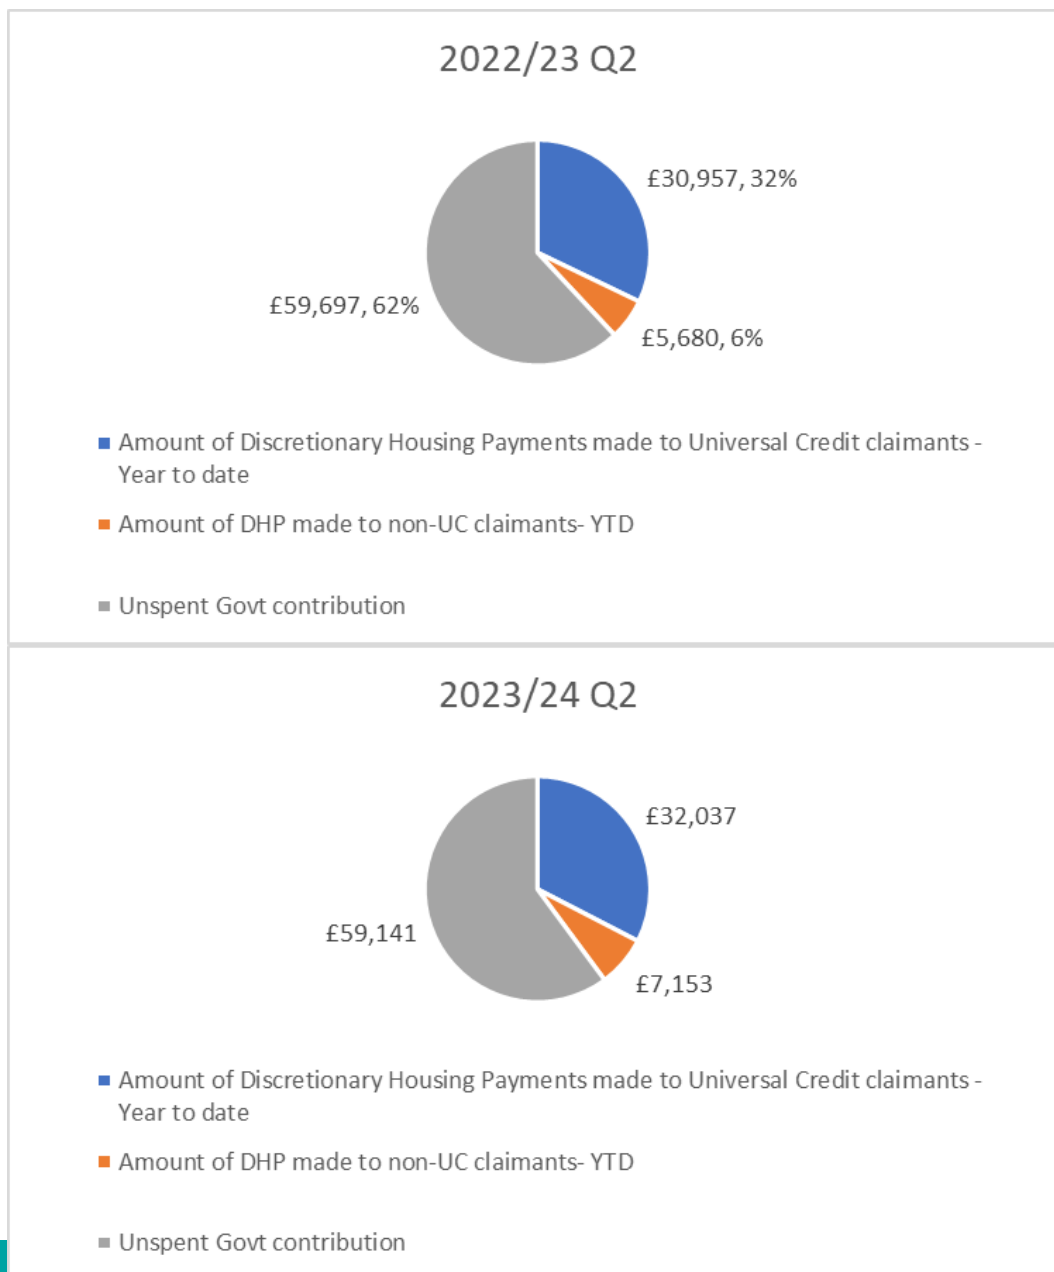 2022/23 Q2
£30,957, 32%
£59,697, 62%
£5,680, 6%
Amount of Discretionary Housing Payments made to Universal Credit claimants -
Year to date
Amount of DHP made to non-UC claimants- YTD
Unspent Govt contribution
2023/24 Q2
£32,037
£59,141
£7,153
Amount of Discretionary Housing Payments made to Universal Credit claimants -
Year to date
Amount of DHP made to non-UC claimants- YTD
Unspent Govt contribution